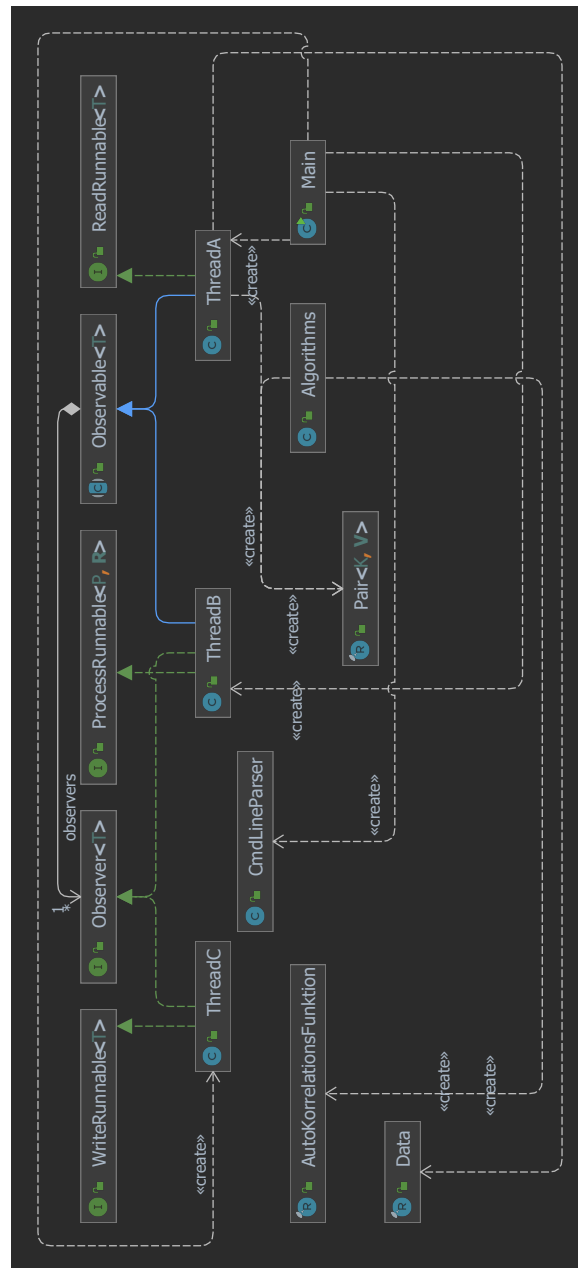 observers
1
*
I WriteRunnable<T>
I Observer<T>
I ProcessRunnable<P, R>
C Observable<T>
I ReadRunnable<T>
«create»
C ThreadC
C ThreadB
C ThreadA
«create»
«create»
C CmdLineParser
«create»
«create»
R AutoKorrelationsFunktion
C Algorithms
C Main
R Pair<K, V>
«create»
R Data
«create»
«create»